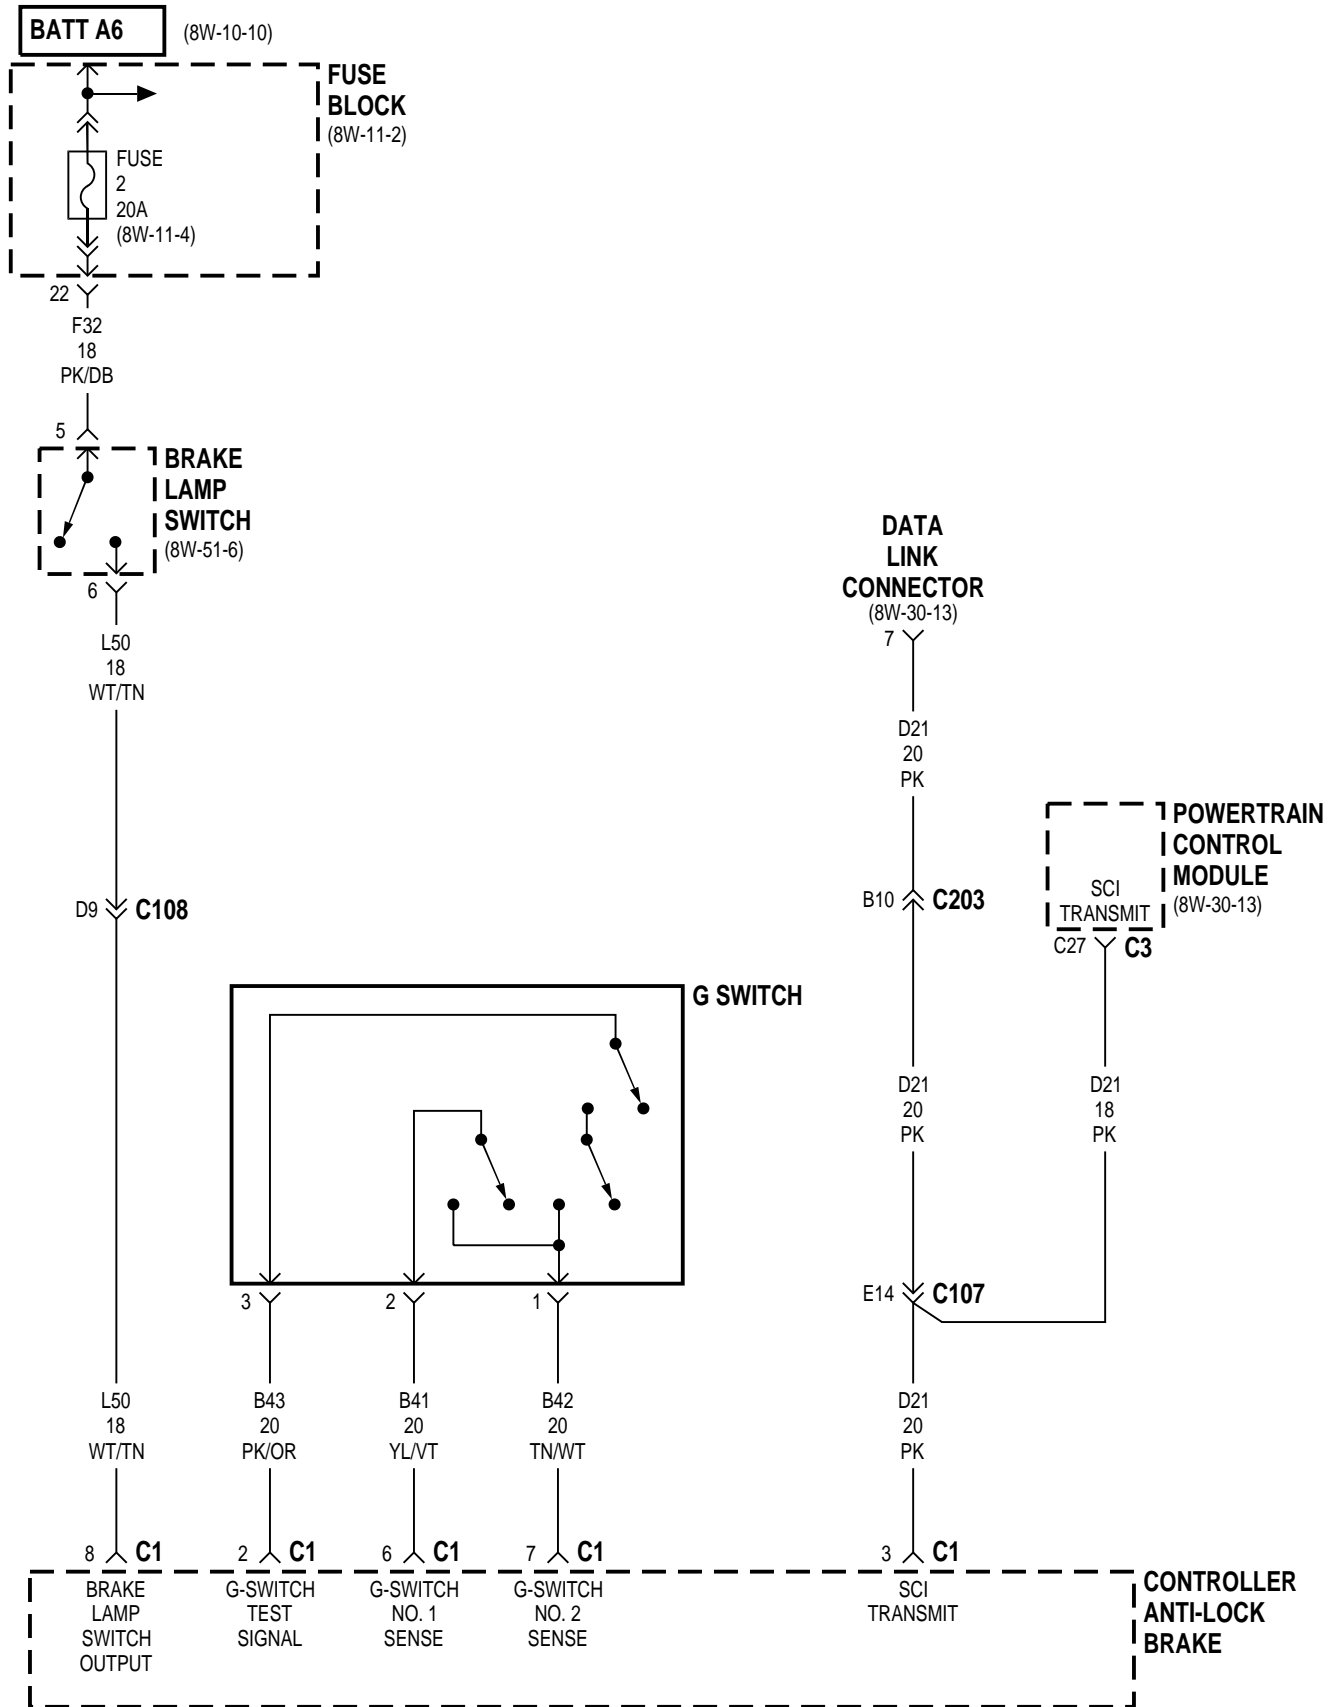 BATT A6
(8W-10-10)
FUSE
BLOCK
(8W-11-2)
FUSE
2
20A
(8W-11-4)
22
F32
18
PK/DB
5
BRAKE
LAMP
SWITCH
(8W-51-6)
6
L50
18
WT/TN
DATA
LINK
CONNECTOR
(8W-30-13)
7
D21
20
PK
POWERTRAIN
CONTROL
MODULE
(8W-30-13)
SCI
TRANSMIT
C27 C3
D9 C108
B10 C203
G SWITCH
D21
20
PK
D21
18
PK
E14 C107
3
2
1
L50
18
WT/TN
B43
20
PK/OR
B41
20
YL/VT
B42
20
TN/WT
D21
20
PK
8 C1
2 C1
6 C1
7 C1
3 C1
BRAKE
LAMP
SWITCH
OUTPUT
G-SWITCH
TEST
SIGNAL
G-SWITCH
NO. 1
SENSE
G-SWITCH
NO. 2
SENSE
SCI
TRANSMIT
CONTROLLER
ANTI-LOCK
BRAKE